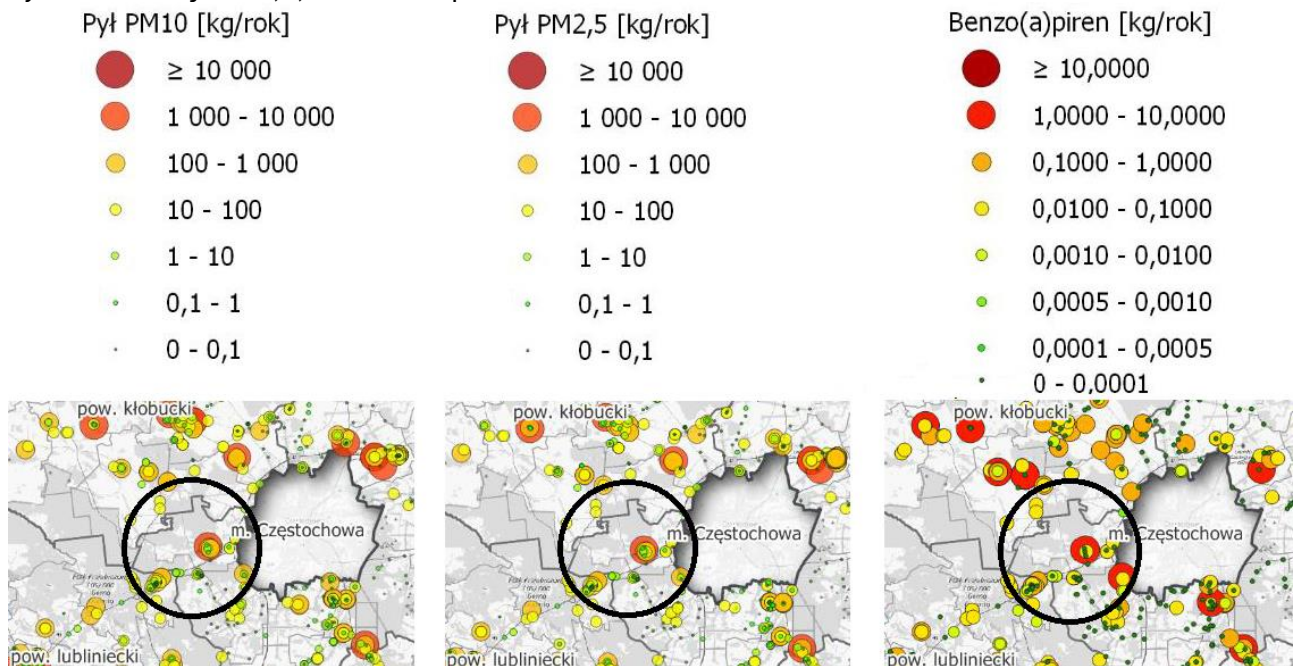 Pył PM10 [kg/rok]
≥ 10 000
1 000 - 10 000
100 - 1 000
10 - 100
1 - 10
0,1 - 1
0 - 0,1
Pył PM2,5 [kg/rok]
≥ 10 000
1 000 - 10 000
100 - 1 000
10 - 100
1 - 10
0,1 - 1
0 - 0,1
Benzo(a)piren [kg/rok]
≥ 10,0000
1,0000 - 10,0000
0,1000 - 1,0000
0,0100 - 0,1000
0,0010 - 0,0100
0,0005 - 0,0010
0,0001 - 0,0005
0 - 0,0001
pow. kłobucki
m. Częstochowa
pow. lubliniecki
pow. kłobucki
m. Częstochowa
pow. lubliniecki
pow. kłobucki
m. Częstochowa
pow. lubliniecki